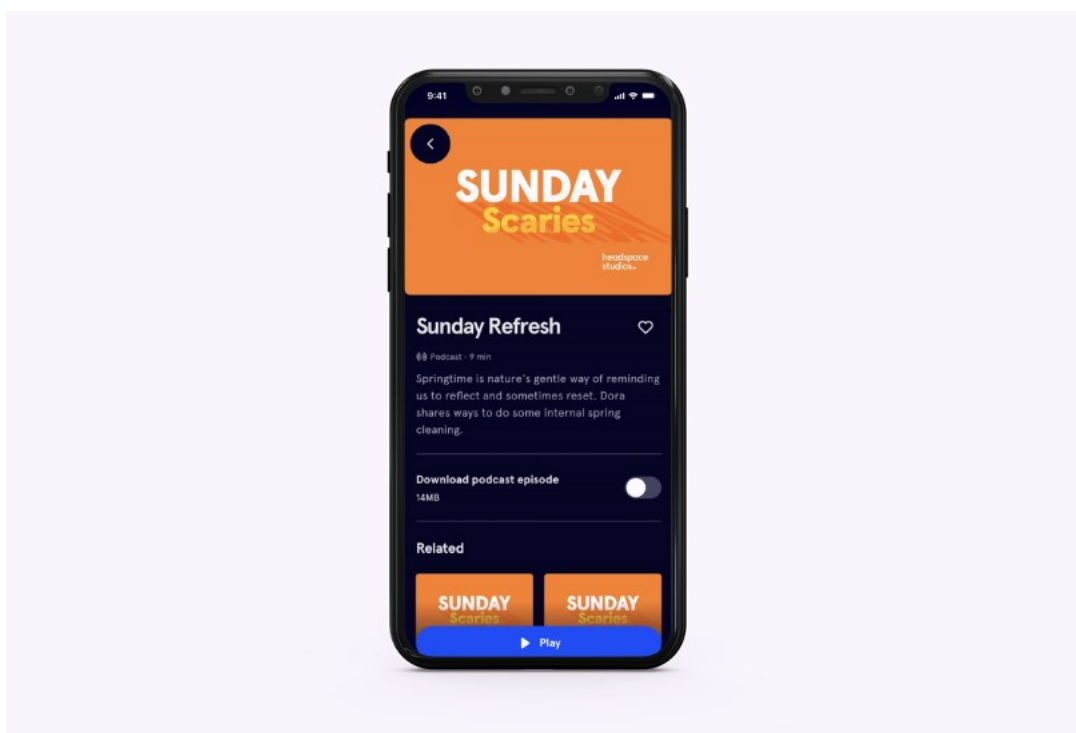 9:41
SUNDAY
Scaries
headspace
studios.
Sunday Refresh
Podcast · 9 min
Springtime is nature's gentle way of reminding
us to reflect and sometimes reset. Dora
shares ways to do some internal spring
cleaning.
Download podcast episode
14MB
Related
SUNDAY
Scaries
SUNDAY
Scaries
Play